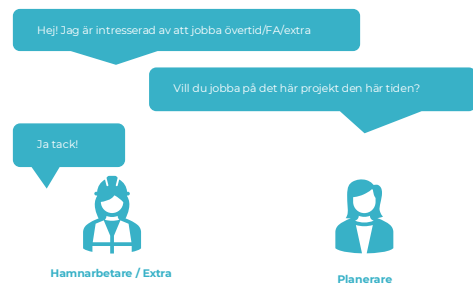 Hej! Jag är intresserad av att jobba övertid/FA/extra
Vill du jobba på det här projekt den här tiden?
Ja tack!
Hamnarbetare / Extra
Planerare